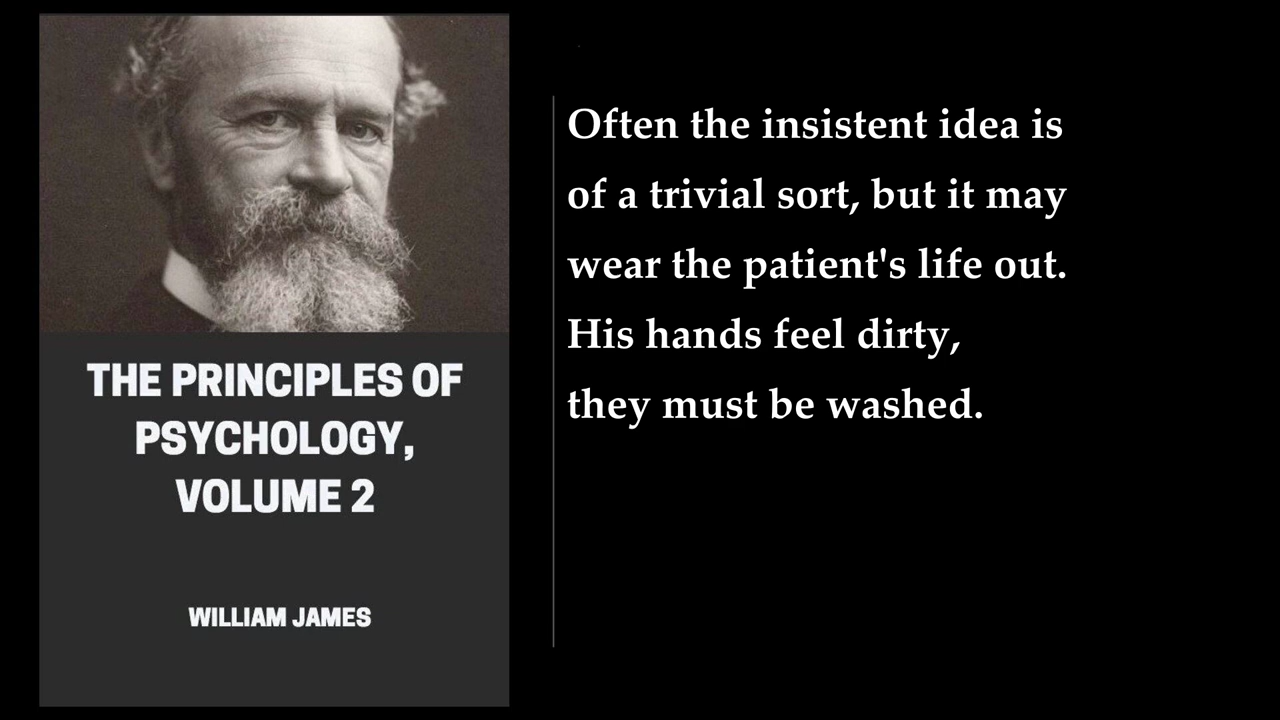 THE PRINCIPLES OF
PSYCHOLOGY,
VOLUME 2
WILLIAM JAMES
Often the insistent idea is
of a trivial sort, but it may
wear the patient's life out.
His hands feel dirty,
they must be washed.